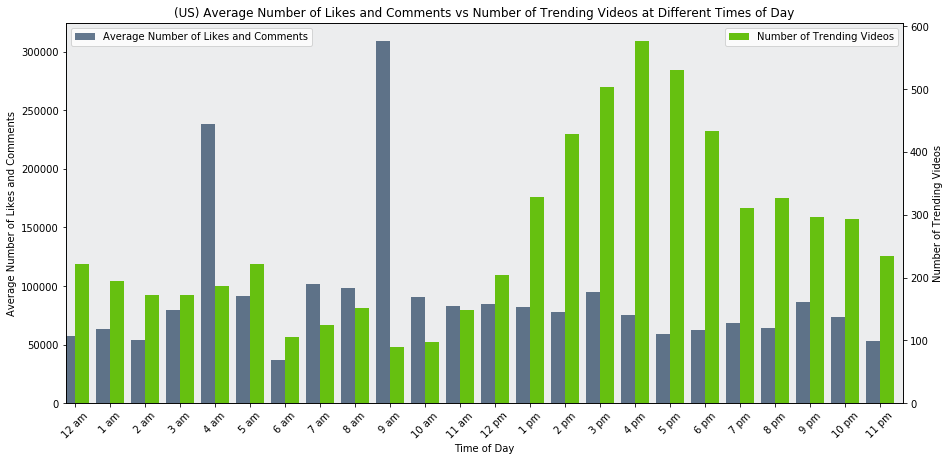 (US) Average Number of Likes and Comments vs Number of Trending Videos at Different Times of Day
Average Number of Likes and Comments
Number of Trending Videos
Average Number of Likes and Comments
300000
250000
200000
150000
100000
50000
0
600
500
400
300
200
100
0
Number of Trending Videos
12 am
1 am
2 am
3 am
4 am
5 am
6 am
7 am
8 am
9 am
10 am
11 am
12 pm
1 pm
2 pm
3 pm
4 pm
5 pm
6 pm
7 pm
8 pm
9 pm
10 pm
11 pm
Time of Day